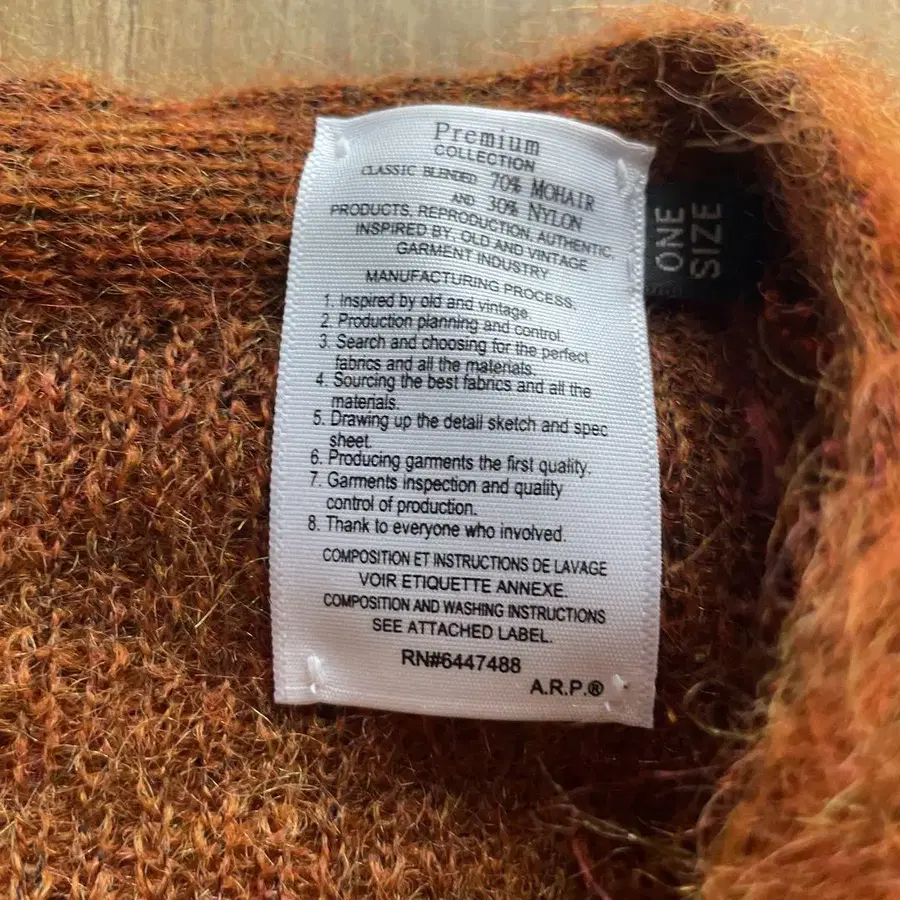 Premium
COLLECTION
CLASSIC BLENDED 70% MOHAIR
AND 30% NYLON
PRODUCTS, REPRODUCTION, AUTHENTIC.
INSPIRED BY, OLD AND VINTAGE
GARMENT INDUSTRY
MANUFACTURING PROCESS.
1. Inspired by old and vintage.
2. Production planning and control.
3. Search and choosing for the perfect
fabrics and all the materials.
4. Sourcing the best fabrics and all the
materials.
5. Drawing up the detail sketch and spec
sheet.
6. Producing garments the first quality.
7. Garments inspection and quality
control of production.
8. Thank to everyone who involved.
COMPOSITION ET INSTRUCTIONS DE LAVAGE
VOIR ETIQUETTE ANNEXE.
COMPOSITION AND WASHING INSTRUCTIONS
SEE ATTACHED LABEL.
RN#6447488
A.R.P.®
ONE
SIZE